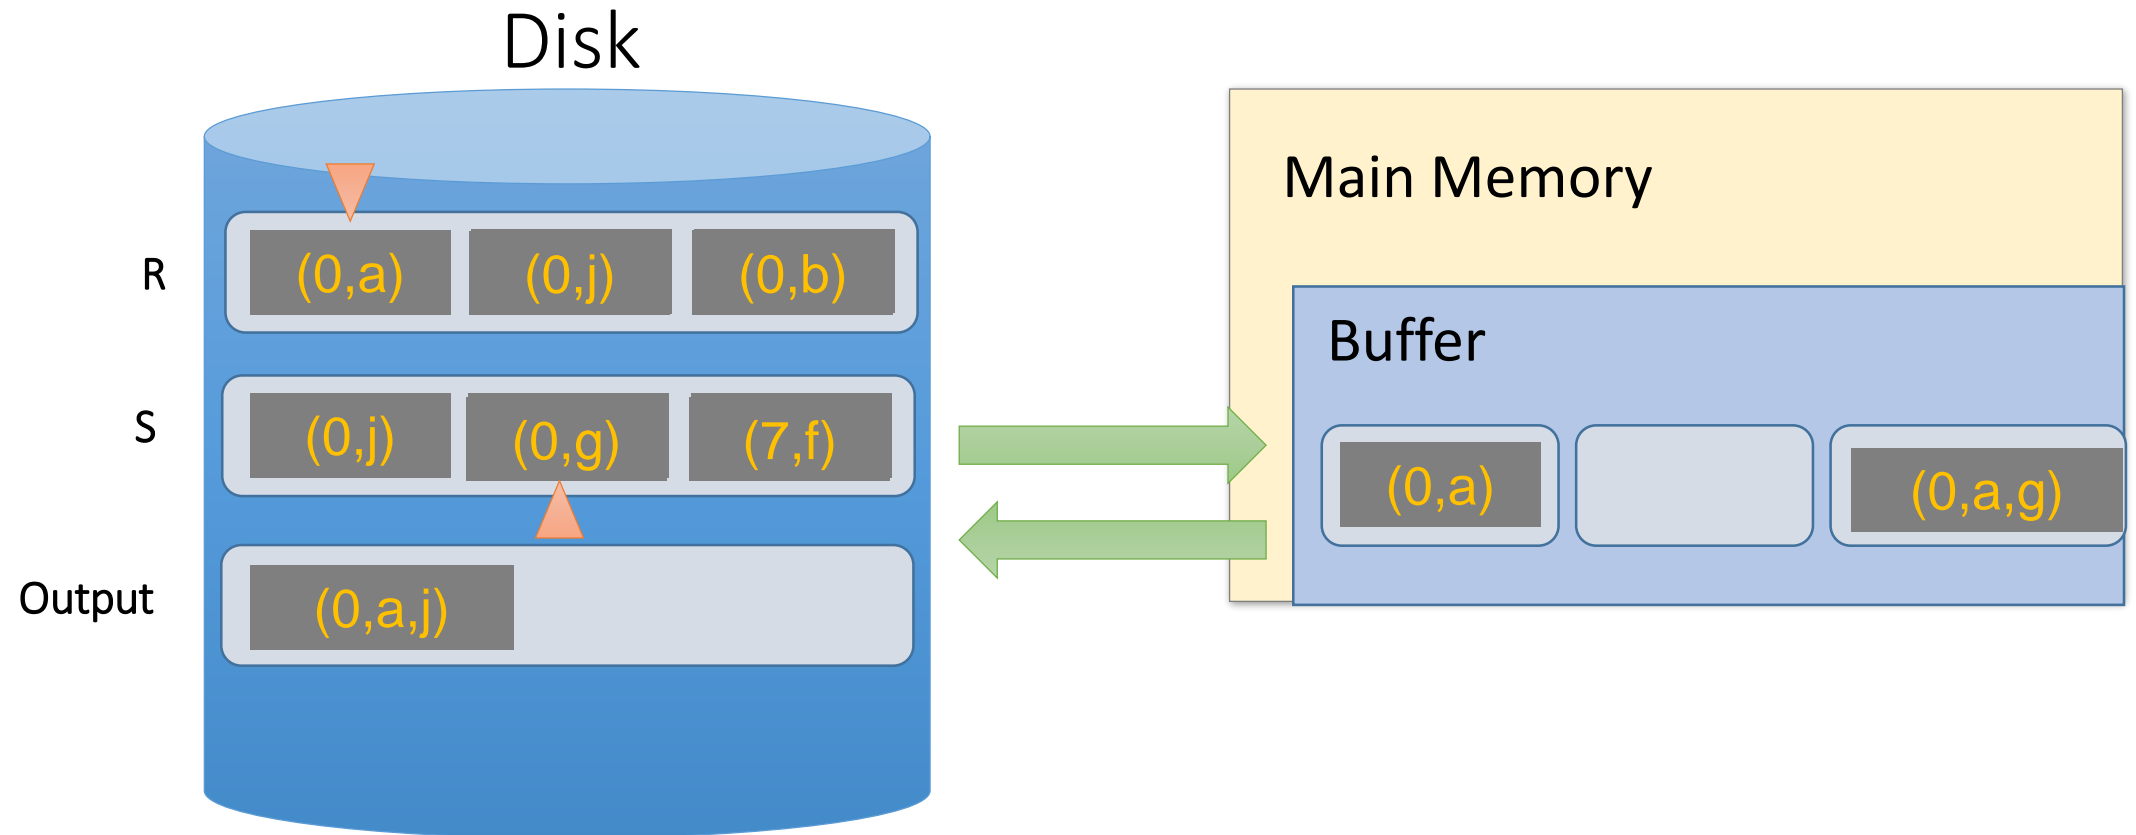 Disk
R
(0,a) (0,j) (0,b)
S
(0,j) (0,g) (7,f)
Output
(0,a,j)
Main Memory
Buffer
(0,a) (0,a,g)